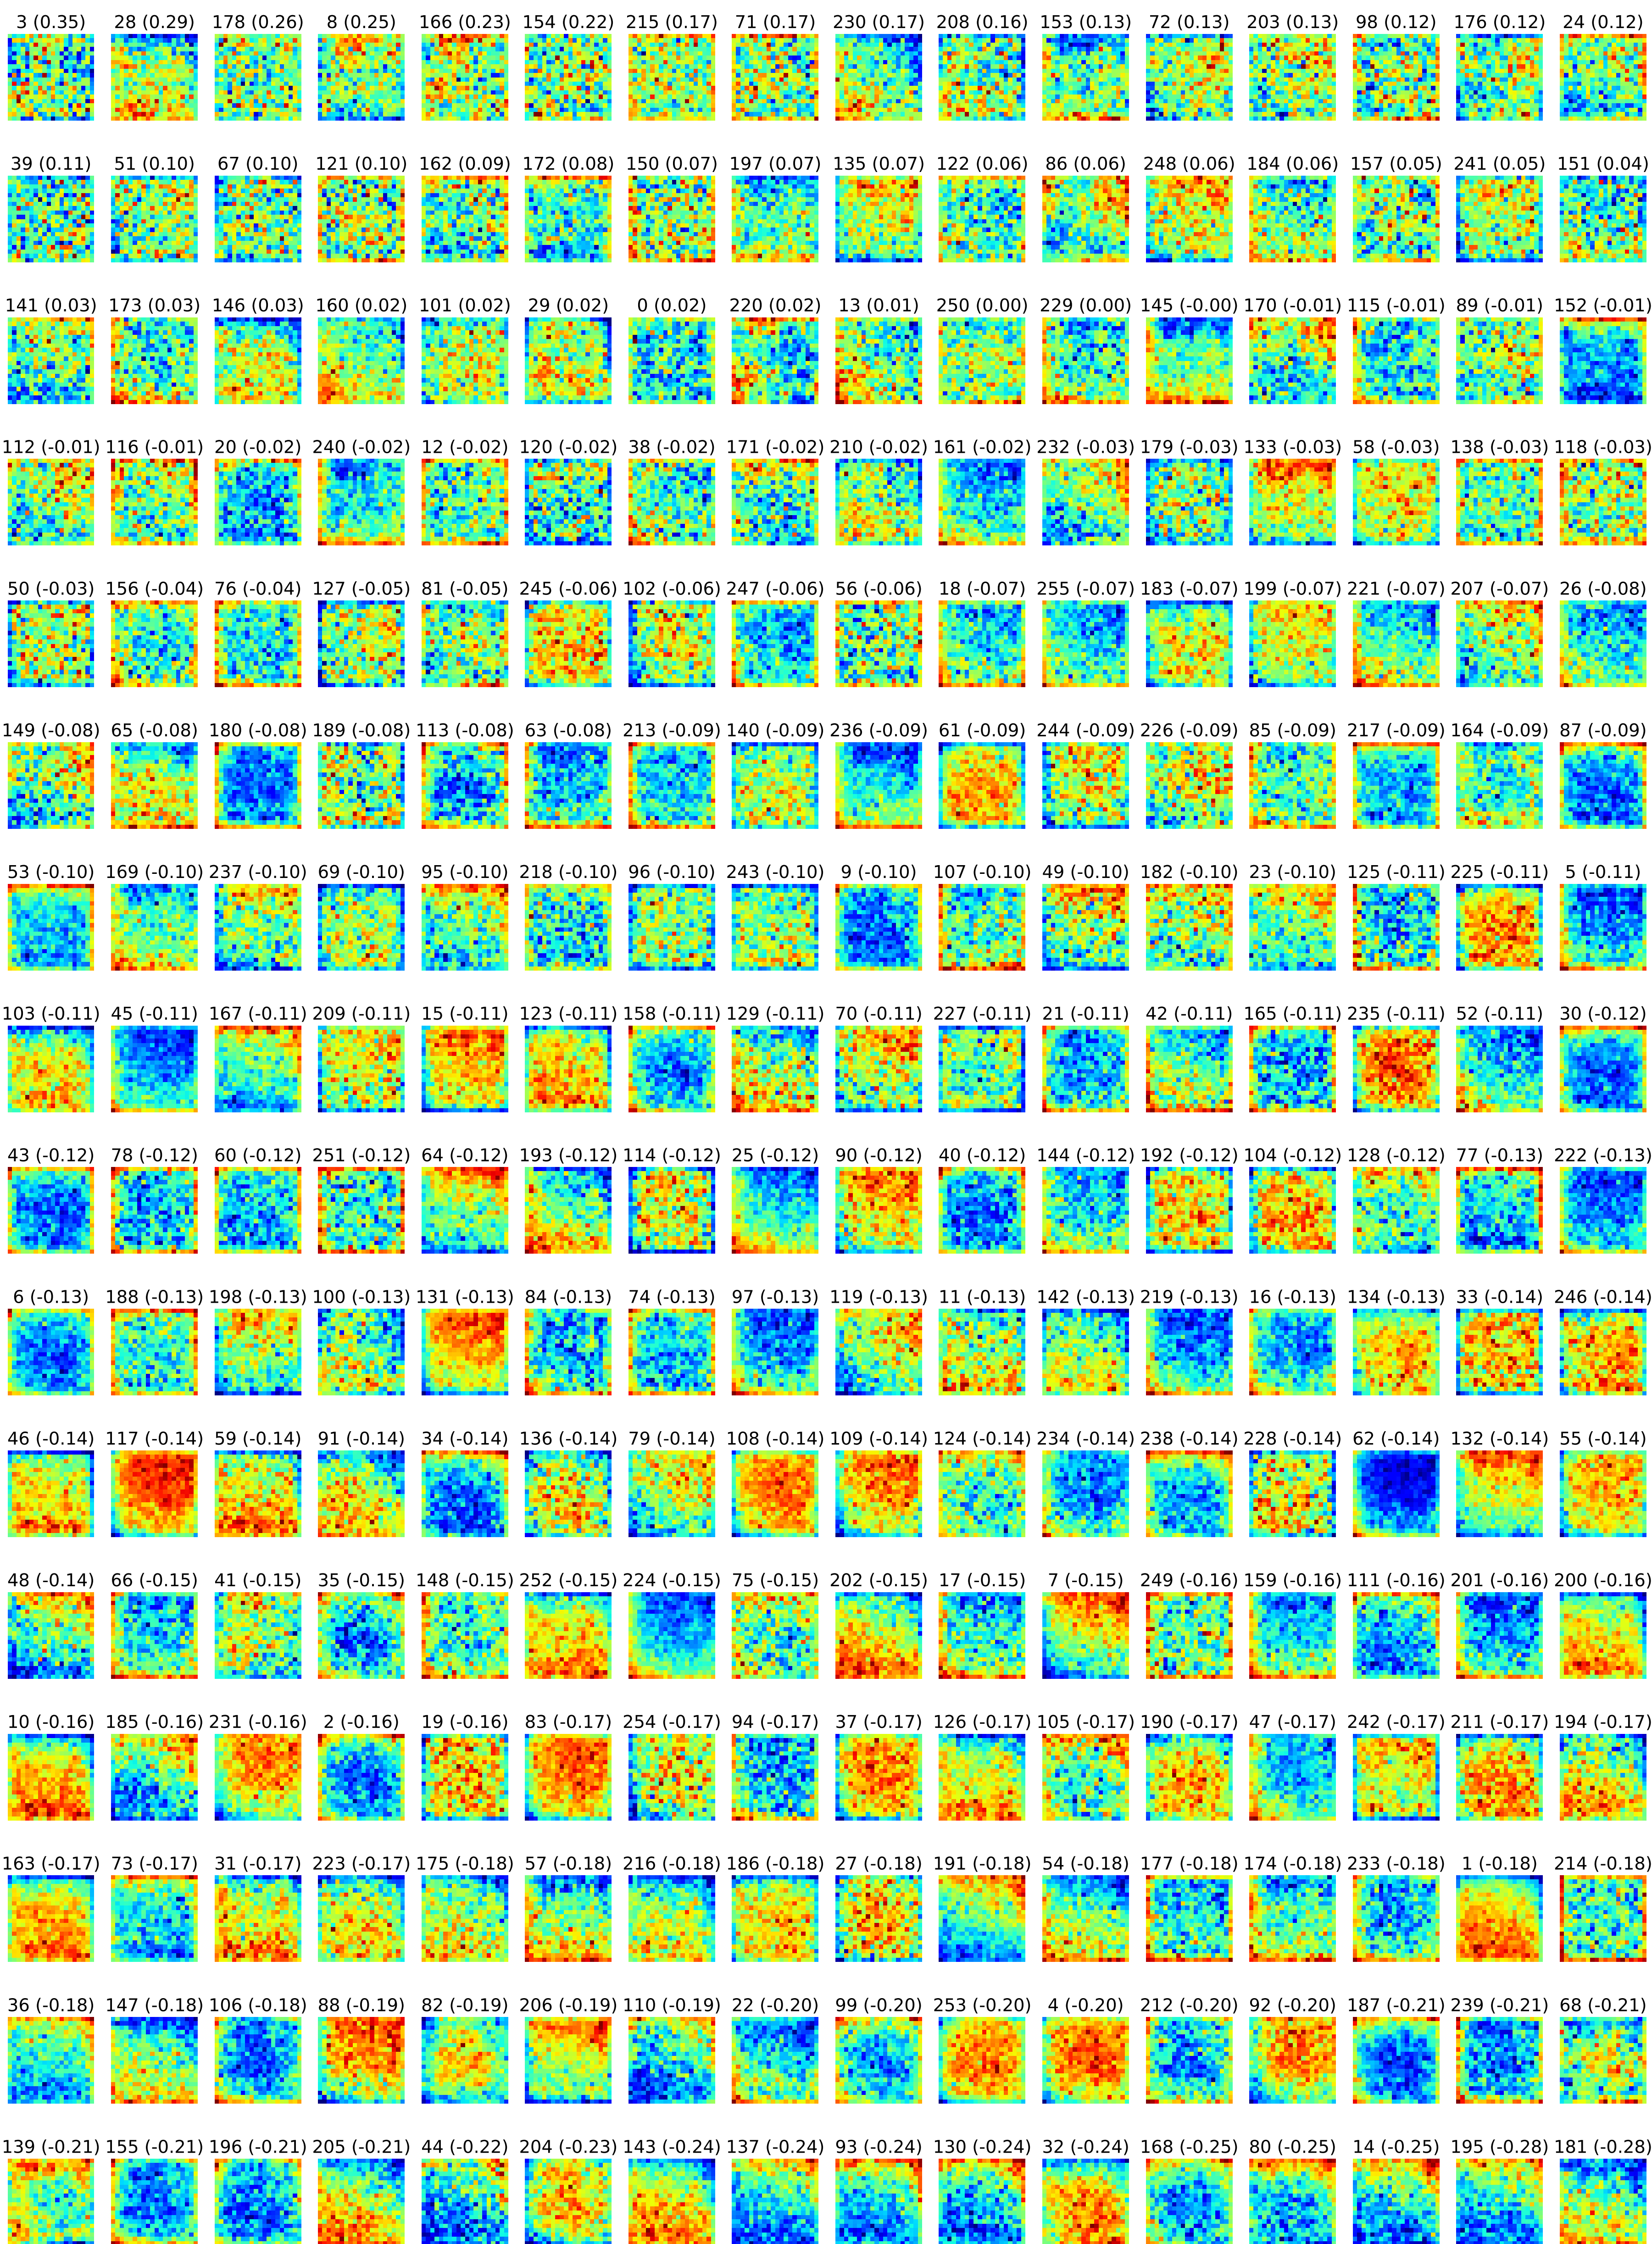 3 (0.35) 28 (0.29) 178 (0.26) 8 (0.25) 166 (0.23) 154 (0.22) 215 (0.17) 71 (0.17) 230 (0.17) 208 (0.16) 153 (0.13) 72 (0.13) 203 (0.13) 98 (0.12) 176 (0.12) 24 (0.12)
39 (0.11) 51 (0.10) 67 (0.10) 121 (0.10) 162 (0.09) 172 (0.08) 150 (0.07) 197 (0.07) 135 (0.07) 122 (0.06) 86 (0.06) 248 (0.06) 184 (0.06) 157 (0.05) 241 (0.05) 151 (0.04)
141 (0.03) 173 (0.03) 146 (0.03) 160 (0.02) 101 (0.02) 29 (0.02) 0 (0.02) 220 (0.02) 13 (0.01) 250 (0.00) 229 (0.00) 145 (-0.00) 170 (-0.01) 115 (-0.01) 89 (-0.01) 152 (-0.01)
112 (-0.01) 116 (-0.01) 20 (-0.02) 240 (-0.02) 12 (-0.02) 120 (-0.02) 38 (-0.02) 171 (-0.02) 210 (-0.02) 161 (-0.02) 232 (-0.03) 179 (-0.03) 133 (-0.03) 58 (-0.03) 138 (-0.03) 118 (-0.03)
50 (-0.03) 156 (-0.04) 76 (-0.04) 127 (-0.05) 81 (-0.05) 245 (-0.06) 102 (-0.06) 247 (-0.06) 56 (-0.06) 18 (-0.07) 255 (-0.07) 183 (-0.07) 199 (-0.07) 221 (-0.07) 207 (-0.07) 26 (-0.08)
149 (-0.08) 65 (-0.08) 180 (-0.08) 189 (-0.08) 113 (-0.08) 63 (-0.08) 213 (-0.09) 140 (-0.09) 236 (-0.09) 61 (-0.09) 244 (-0.09) 226 (-0.09) 85 (-0.09) 217 (-0.09) 164 (-0.09) 87 (-0.09)
53 (-0.10) 169 (-0.10) 237 (-0.10) 69 (-0.10) 95 (-0.10) 218 (-0.10) 96 (-0.10) 243 (-0.10) 9 (-0.10) 107 (-0.10) 49 (-0.10) 182 (-0.10) 23 (-0.10) 125 (-0.11) 225 (-0.11) 5 (-0.11)
103 (-0.11) 45 (-0.11) 167 (-0.11) 209 (-0.11) 15 (-0.11) 123 (-0.11) 158 (-0.11) 129 (-0.11) 70 (-0.11) 227 (-0.11) 21 (-0.11) 42 (-0.11) 165 (-0.11) 235 (-0.11) 52 (-0.11) 30 (-0.12)
43 (-0.12) 78 (-0.12) 60 (-0.12) 251 (-0.12) 64 (-0.12) 193 (-0.12) 114 (-0.12) 25 (-0.12) 90 (-0.12) 40 (-0.12) 144 (-0.12) 192 (-0.12) 104 (-0.12) 128 (-0.12) 77 (-0.13) 222 (-0.13)
6 (-0.13) 188 (-0.13) 198 (-0.13) 100 (-0.13) 131 (-0.13) 84 (-0.13) 74 (-0.13) 97 (-0.13) 119 (-0.13) 11 (-0.13) 142 (-0.13) 219 (-0.13) 16 (-0.13) 134 (-0.13) 33 (-0.14) 246 (-0.14)
46 (-0.14) 117 (-0.14) 59 (-0.14) 91 (-0.14) 34 (-0.14) 136 (-0.14) 79 (-0.14) 108 (-0.14) 109 (-0.14) 124 (-0.14) 234 (-0.14) 238 (-0.14) 228 (-0.14) 62 (-0.14) 132 (-0.14) 55 (-0.14)
48 (-0.14) 66 (-0.15) 41 (-0.15) 35 (-0.15) 148 (-0.15) 252 (-0.15) 224 (-0.15) 75 (-0.15) 202 (-0.15) 17 (-0.15) 7 (-0.15) 249 (-0.16) 159 (-0.16) 111 (-0.16) 201 (-0.16) 200 (-0.16)
10 (-0.16) 185 (-0.16) 231 (-0.16) 2 (-0.16) 19 (-0.16) 83 (-0.17) 254 (-0.17) 94 (-0.17) 37 (-0.17) 126 (-0.17) 105 (-0.17) 190 (-0.17) 47 (-0.17) 242 (-0.17) 211 (-0.17) 194 (-0.17)
163 (-0.17) 73 (-0.17) 31 (-0.17) 223 (-0.17) 175 (-0.18) 57 (-0.18) 216 (-0.18) 186 (-0.18) 27 (-0.18) 191 (-0.18) 54 (-0.18) 177 (-0.18) 174 (-0.18) 233 (-0.18) 1 (-0.18) 214 (-0.18)
36 (-0.18) 147 (-0.18) 106 (-0.18) 88 (-0.19) 82 (-0.19) 206 (-0.19) 110 (-0.19) 22 (-0.20) 99 (-0.20) 253 (-0.20) 4 (-0.20) 212 (-0.20) 92 (-0.20) 187 (-0.21) 239 (-0.21) 68 (-0.21)
139 (-0.21) 155 (-0.21) 196 (-0.21) 205 (-0.21) 44 (-0.22) 204 (-0.23) 143 (-0.24) 137 (-0.24) 93 (-0.24) 130 (-0.24) 32 (-0.24) 168 (-0.25) 80 (-0.25) 14 (-0.25) 195 (-0.28) 181 (-0.28)